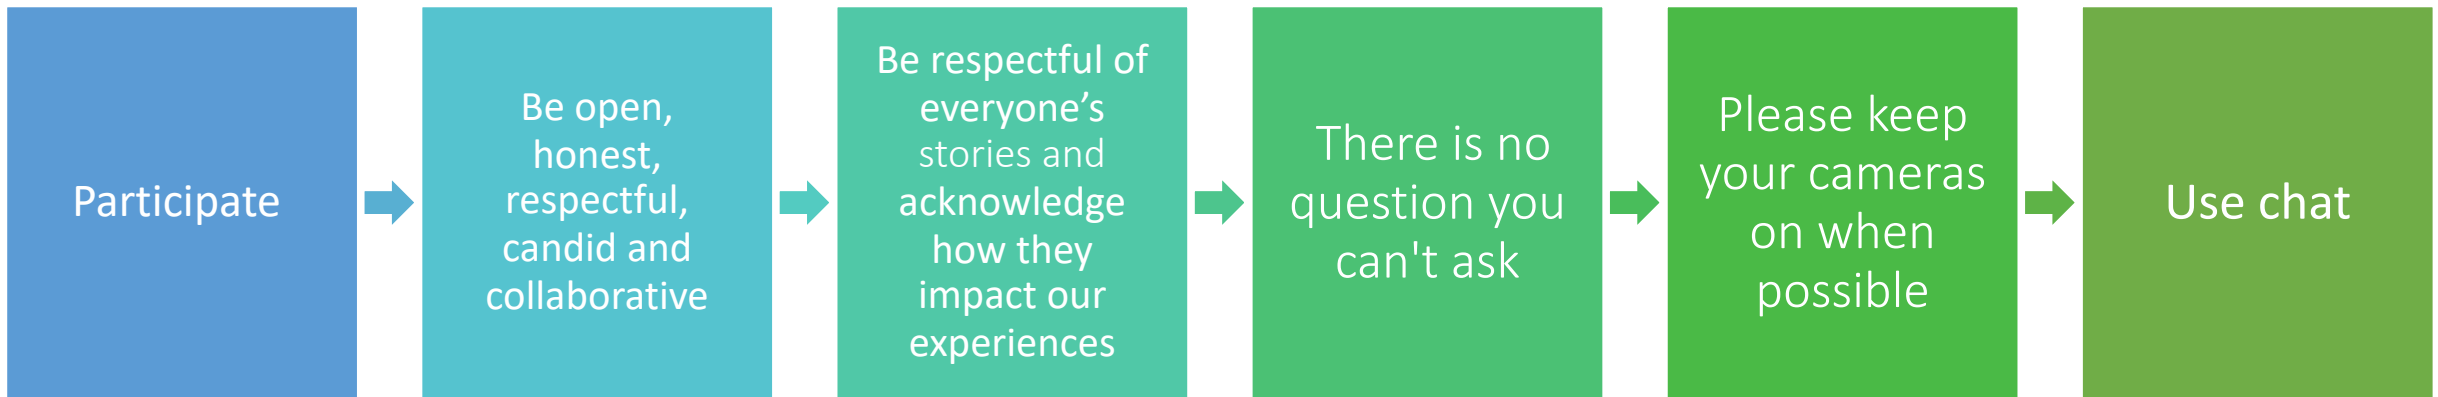 Participate
Be open,
honest,
respectful,
candid and
collaborative
Be respectful of
everyone’s
stories and
acknowledge
how they
impact our
experiences
There is no
question you
can't ask
Please keep
your cameras
on when
possible
Use chat